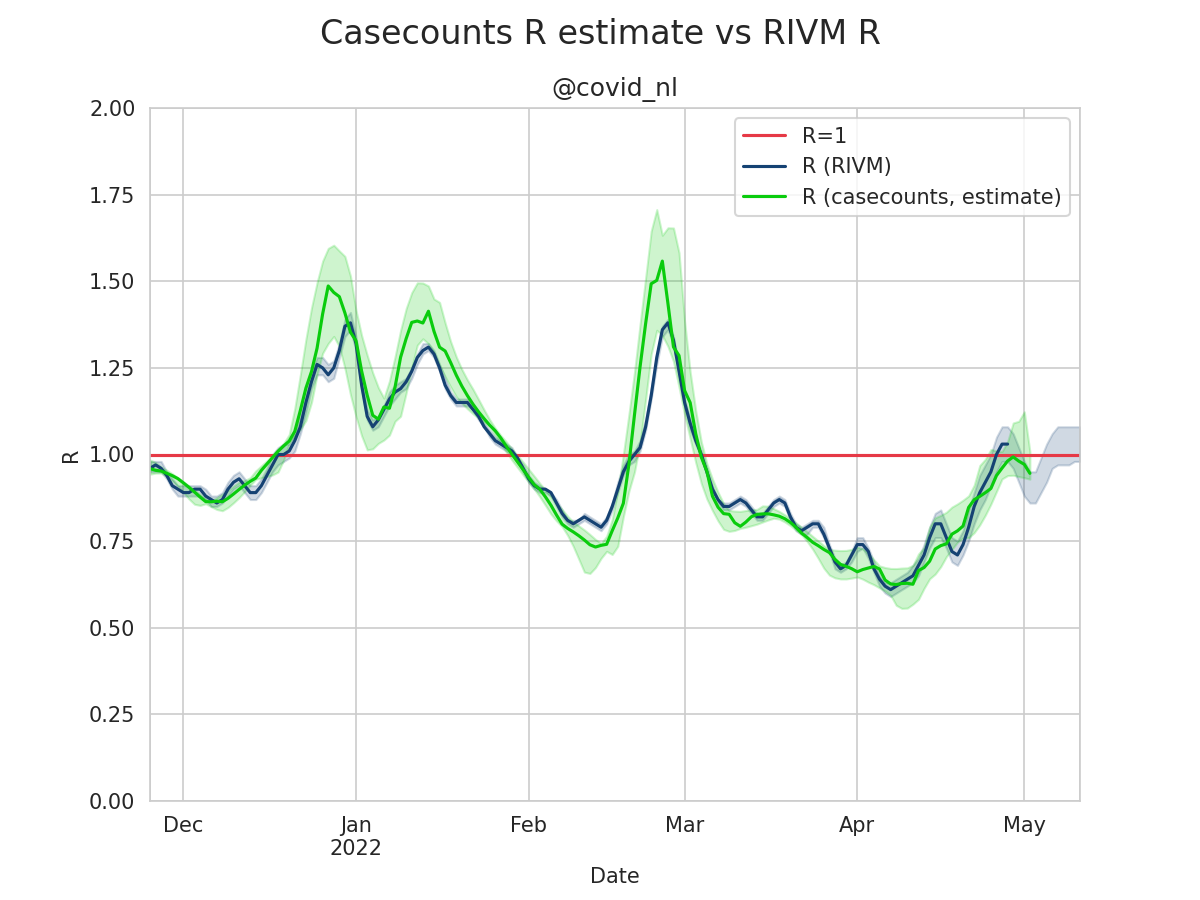 Casecounts R estimate vs RIVM R
@covid_nl
2.00
1.75
1.50
1.25
1.00
0.75
0.50
0.25
0.00
R
R=1
R (RIVM)
R (casecounts, estimate)
Dec
Jan
2022
Feb
Mar
Apr
May
Date